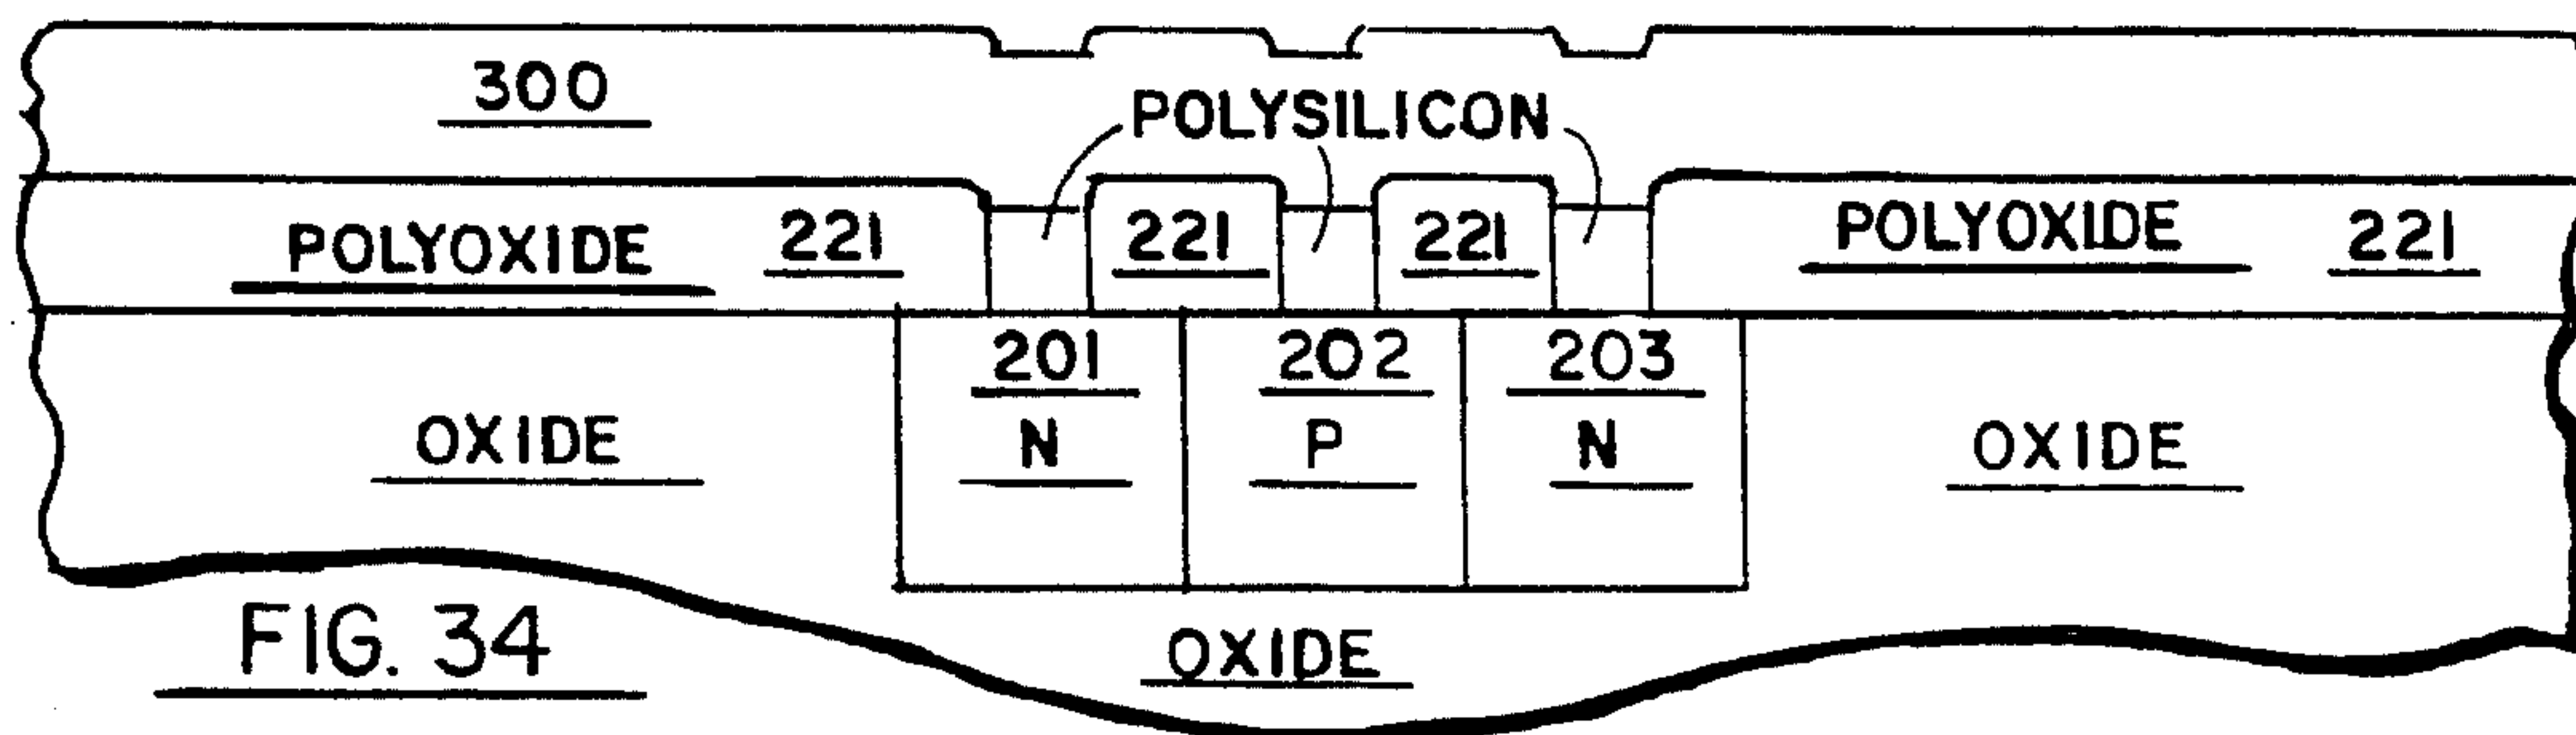 300
POLYSILICON
POLYOXIDE 221 221 221 POLYOXIDE 221
201 202 203
OXIDE N P N OXIDE
FIG. 34
OXIDE